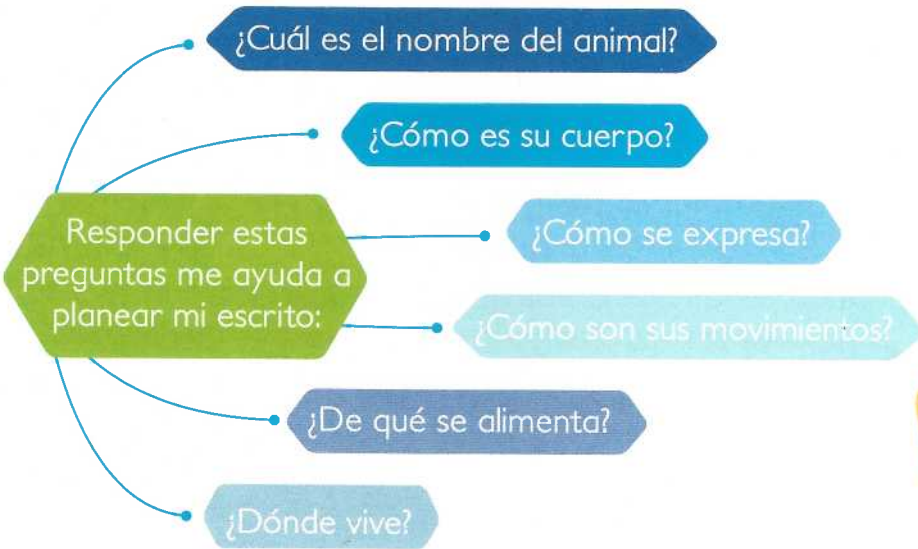 ¿Cuál es el nombre del animal?
¿Cómo es su cuerpo?
Responder estas
preguntas me ayuda a
planear mi escrito:
¿Cómo se expresa?
¿Cómo son sus movimientos?
¿De qué se alimenta?
¿Dónde vive?